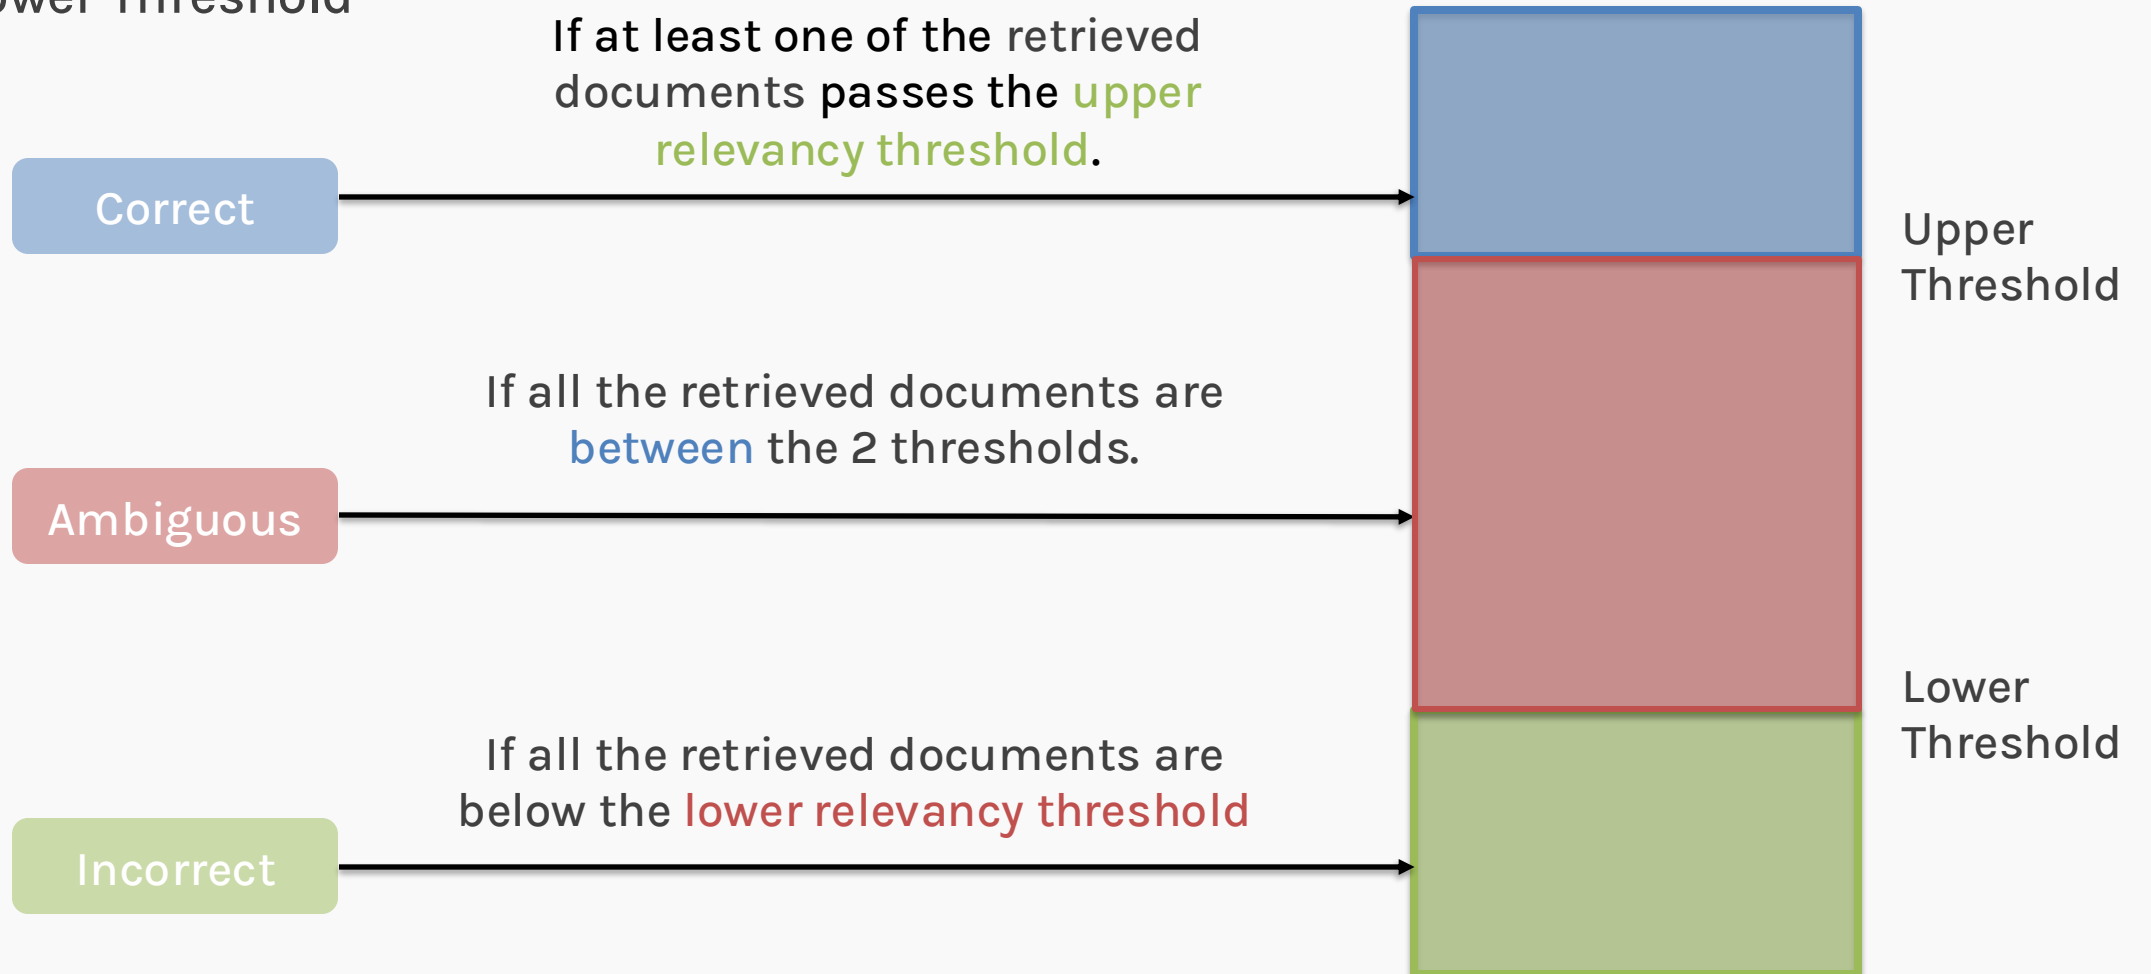 Lower Threshold
If at least one of the retrieved
documents passes the upper
relevancy threshold.
Correct
Upper
Threshold
If all the retrieved documents are
between the 2 thresholds.
Ambiguous
Lower
Threshold
If all the retrieved documents are
below the lower relevancy threshold
Incorrect